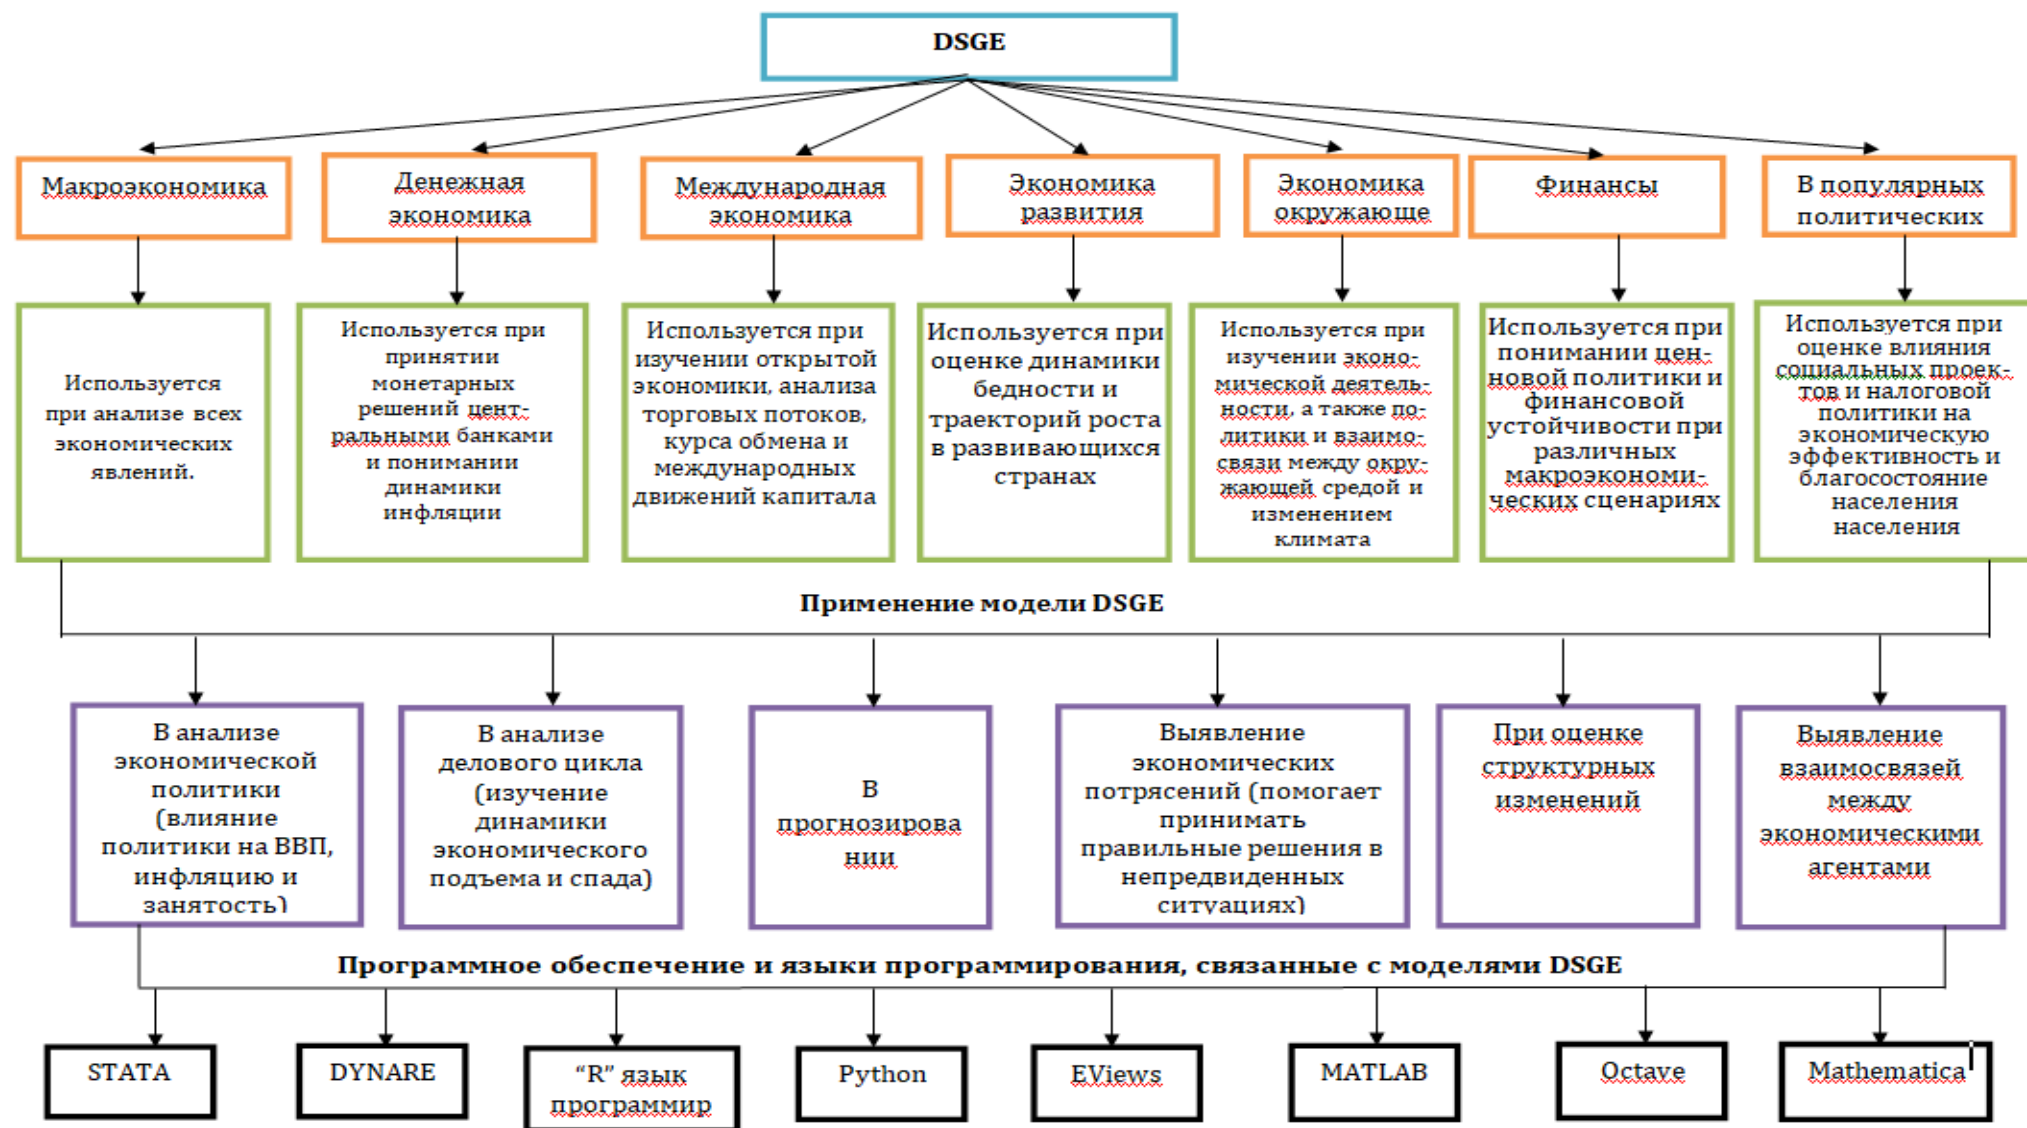 DSGE
Макроэкономика
Денежная
экономика
Международная
экономика
Экономика
развития
Экономика
окружающе
Финансы
В популярных
политических
Используется
при анализе всех
экономических
явлений.
Используется при
принятии
монетарных
решений цент-
ральными банками
и понимании
динамики
инфляции
Используется при
изучении открытой
экономики, анализа
торговых потоков,
курса обмена и
международных
движений капитала
Используется при
оценке динамики
бедности и
траекторий роста
в развивающихся
странах
Используется при
изучении эконо-
мической деятель-
ности, а также по-
литики и взаимо-
связи между окру-
жающей средой и
изменением
климата
Используется при
понимании цен-
новой политики и
финансовой
устойчивости при
различных
макроэкономи-
ческих сценариях
Используется при
оценке влияния
социальных проек-
тов и налоговой
политики на
экономическую
эффективность и
благосостояние
населения
населения
Применение модели DSGE
В анализе
экономической
политики
(влияние
политики на ВВП,
инфляцию и
занятость)
В анализе
делового цикла
(изучение
динамики
экономического
подъема и спада)
В
прогнозирова
нии
Выявление
экономических
потрясений (помогает
принимать
правильные решения в
непредвиденных
ситуациях)
При оценке
структурных
изменений
Выявление
взаимосвязей
между
экономическими
агентами
Программное обеспечение и языки программирования, связанные с моделями DSGE
STATA
DYNARE
“R” язык
программир
Python
EViews
MATLAB
Octave
Mathematica